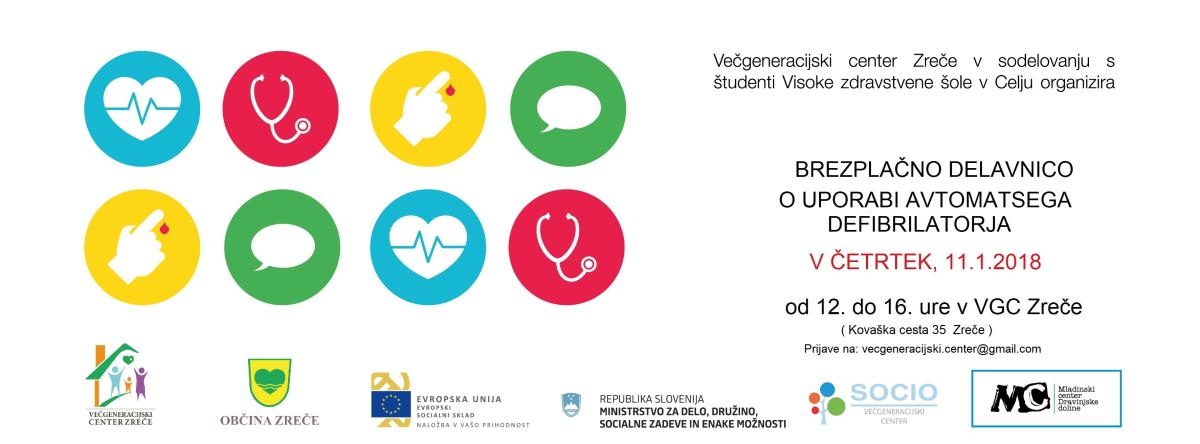 Večgeneracijski center Zreče v sodelovanju s
študenti Visoke zdravstvene šole v Celju organizira
BREZPLAČNO DELAVNICO
O UPORABI AVTOMATSEGA
DEFIBRILATORJA
V ČETRTEK, 11.1.2018
od 12. do 16. ure v VGC Zreče
( Kovaška cesta 35 Zreče )
Prijave na: vecgeneracijski.center@gmail.com
VEČGENERACIJSKI
CENTER ZREČE
OBČINA ZREČE
EVROPSKA UNIJA
EVROPSKI
SOCIALNI SKLAD
NALOŽBA V VAŠO PRIHODNOST
REPUBLIKA SLOVENIJA
MINISTRSTVO ZA DELO, DRUŽINO,
SOCIALNE ZADEVE IN ENAKE MOŽNOSTI
SOCIO
VEČGENERACIJSKI
CENTER
MC
Mladinski
center
Dravinjske
doline